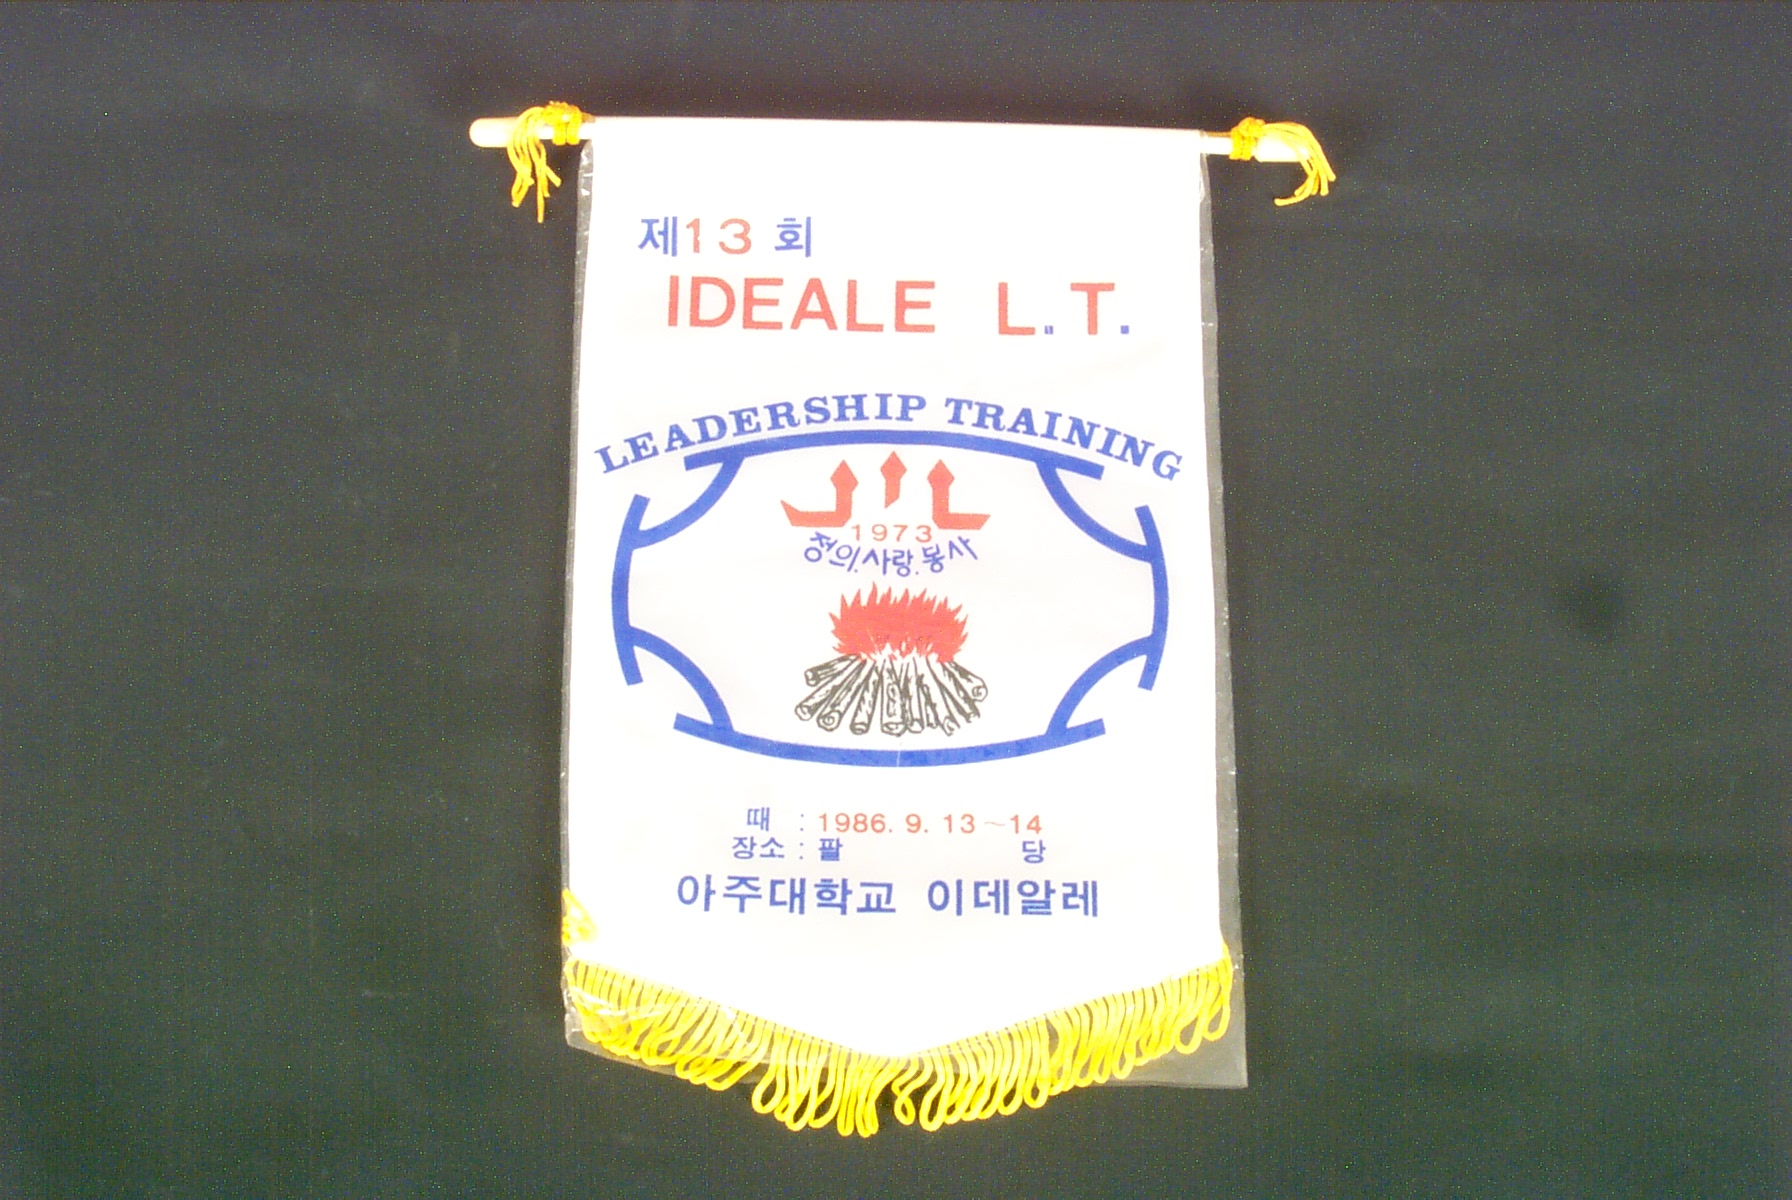 제13회
IDEALE L.T.
LEADERSHIP TRAINING
1973
정의.사랑.봉사
때 : 1986. 9. 13~14
장소 : 팔 당
아주대학교 이데알레